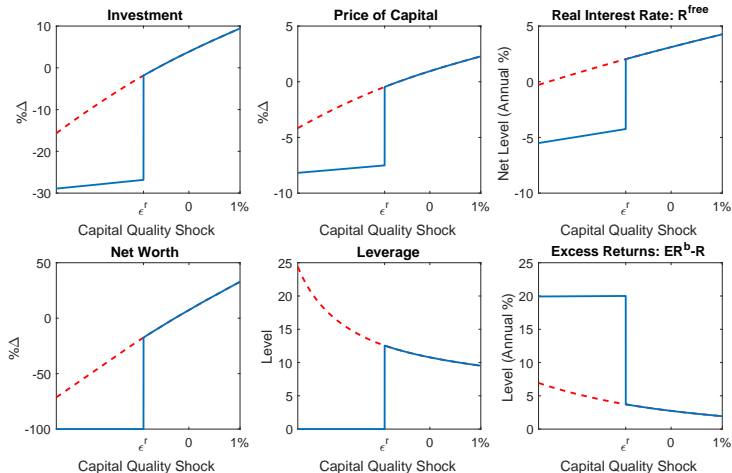 Investment
10
0
-10
-20
-30
%Δ
ϵ^r
0
1%
Capital Quality Shock
Price of Capital
5
0
-5
-10
%Δ
ϵ^r
0
1%
Capital Quality Shock
Real Interest Rate: R^free
5
0
-5
-10
Net Level (Annual %)
ϵ^r
0
1%
Capital Quality Shock
Net Worth
50
0
-50
-100
%Δ
ϵ^r
0
1%
Capital Quality Shock
Leverage
25
20
15
10
5
0
Level
ϵ^r
0
1%
Capital Quality Shock
Excess Returns: ER^b-R
25
20
15
10
5
0
Level (Annual %)
ϵ^r
0
1%
Capital Quality Shock